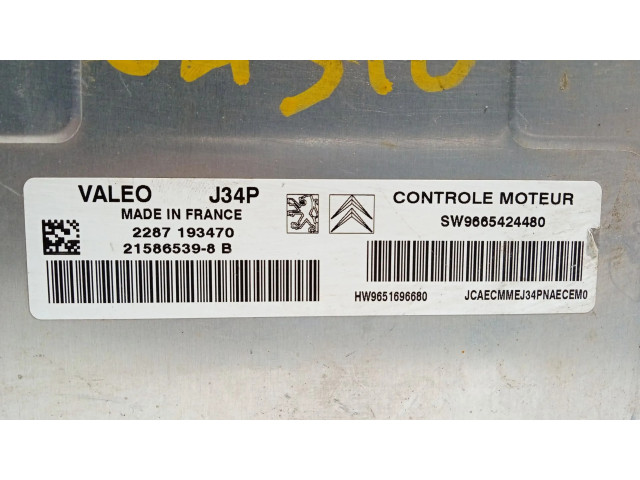 VALEO J34P
MADE IN FRANCE
2287 193470
21586539-8 B
CONTROLE MOTEUR
SW9665424480
HW9651696680 JCAECMMEJ34PNAECEM0